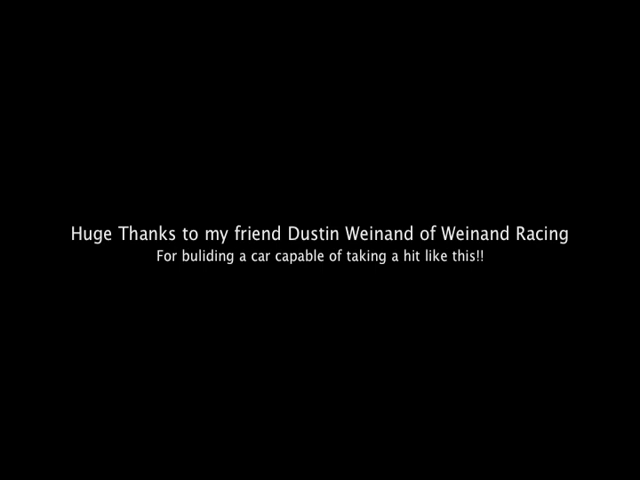 Huge Thanks to my friend Dustin Weinand of Weinand Racing
For buliding a car capable of taking a hit like this!!